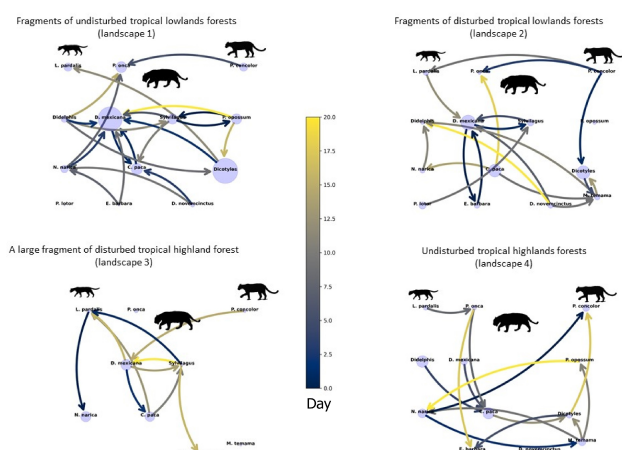 Fragments of undisturbed tropical lowlands forests
(landscape 1)
L. pardalis P. onca P. concolor
Didelphis D. mexicana Sylvilagus P. opossum
N. narica C. paca Dicotyles
P. lotor E. barbara D. novemcinctus
Fragments of disturbed tropical lowlands forests
(landscape 2)
L. pardalis P. onca P. concolor
Didelphis D. mexicana Sylvilagus P. opossum
N. narica C. paca Dicotyles
M. temama
P. lotor E. barbara D. novemcinctus
20.0
17.5
15.0
12.5
10.0
7.5
5.0
2.5
0.0
Day
A large fragment of disturbed tropical highland forest
(landscape 3)
L. pardalis P. onca P. concolor
D. mexicana Sylvilagus
N. narica C. paca
M. temama
Undisturbed tropical highlands forests
(landscape 4)
L. pardalis P. onca P. concolor
Didelphis D. mexicana P. opossum
N. narica C. paca Dicotyles
M. temama
E. barbara D. novemcinctus